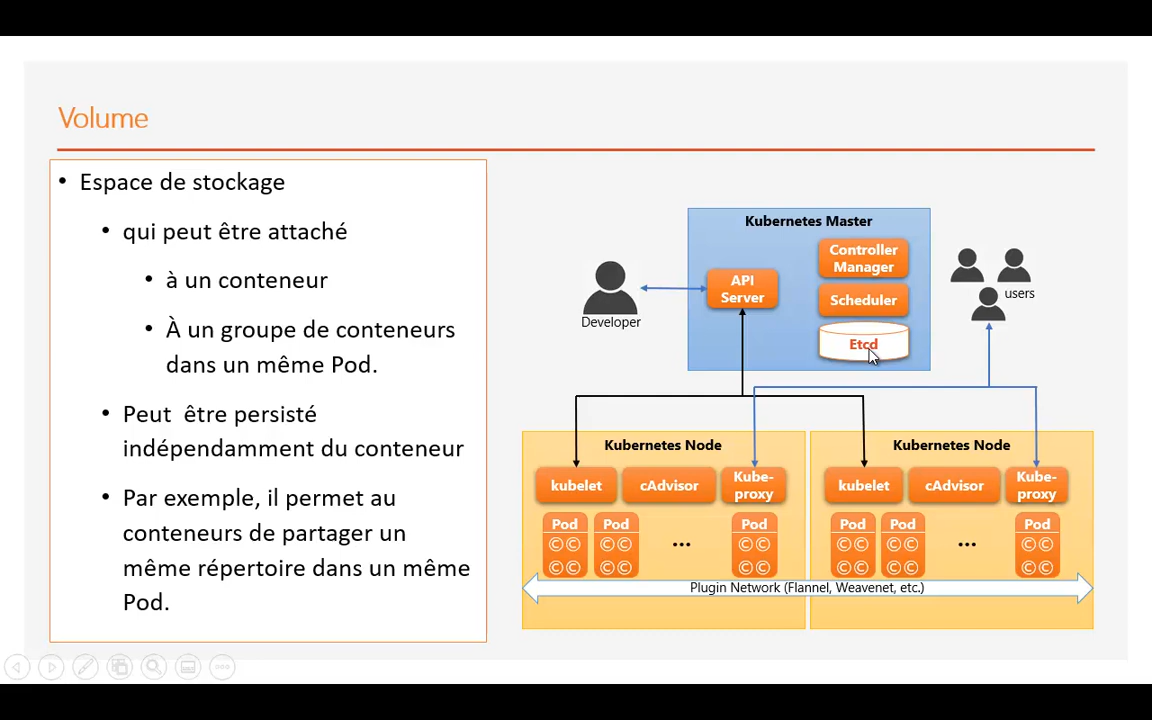 Volume
• Espace de stockage
• qui peut être attaché
• à un conteneur
• À un groupe de conteneurs
dans un même Pod.
• Peut être persisté
indépendamment du conteneur
• Par exemple, il permet au
conteneurs de partager un
même répertoire dans un même
Pod.
Kubernetes Master
Controller
Manager
API
Server
Scheduler
Etcd
Developer
users
Kubernetes Node
kubelet
cAdvisor
Kube-
proxy
Pod
Pod
...
Pod
©©
©©
©©
©©
©©
©©
Kubernetes Node
kubelet
cAdvisor
Kube-
proxy
Pod
Pod
...
Pod
©©
©©
©©
©©
©©
©©
Plugin Network (Flannel, Weavenet, etc.)